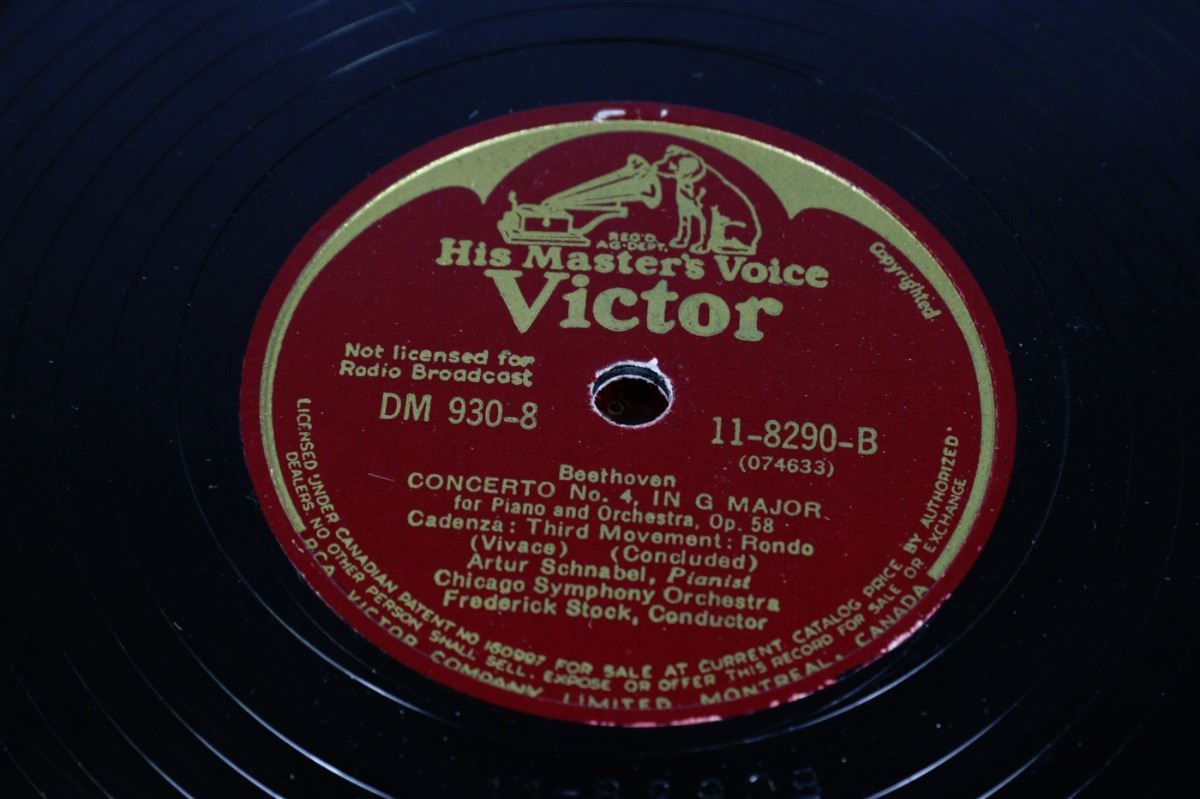 REG'D.
AG-DEPT.
His Master's Voice
Victor
Copyrighted.
Not licensed for
Radio Broadcast
DM 930-8
11-8290-B
(074633)
Beethoven
CONCERTO No. 4, IN G MAJOR
for Piano and Orchestra, Op. 58
Cadenza: Third Movement: Rondo
(Vivace) (Concluded)
Artur Schnabel, Pianist
Chicago Symphony Orchestra
Frederick Stock, Conductor
LICENSED UNDER CANADIAN PATENT NO 160997 FOR SALE AT CURRENT CATALOG PRICE BY AUTHORIZED
DEALERS. NO OTHER PERSON SHALL SELL, EXPOSE OR OFFER THIS RECORD FOR SALE OR EXCHANGE
RCA VICTOR COMPANY LIMITED, MONTREAL, CANADA